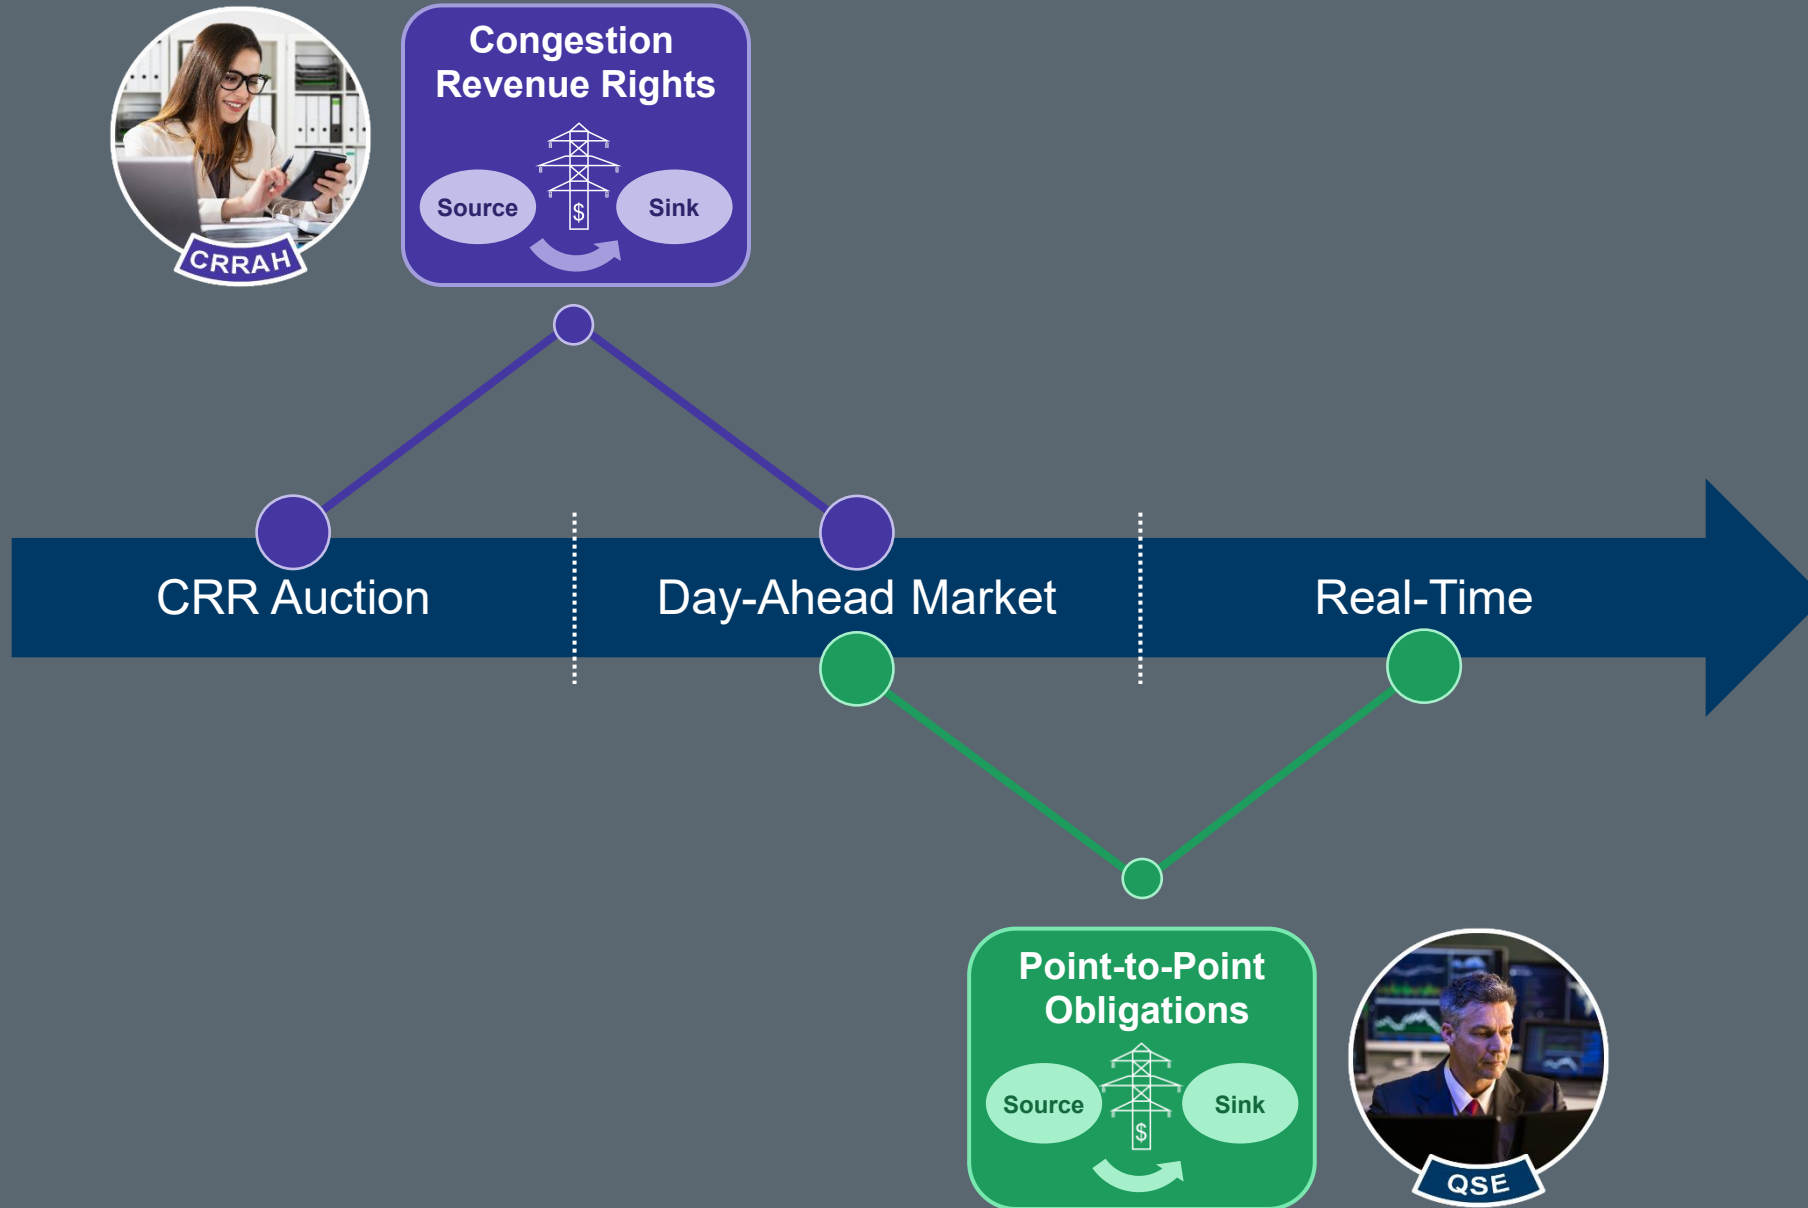 Congestion
Revenue Rights
Source
$
Sink
CRRAH
CRR Auction
Day-Ahead Market
Real-Time
Point-to-Point
Obligations
Source
$
Sink
QSE